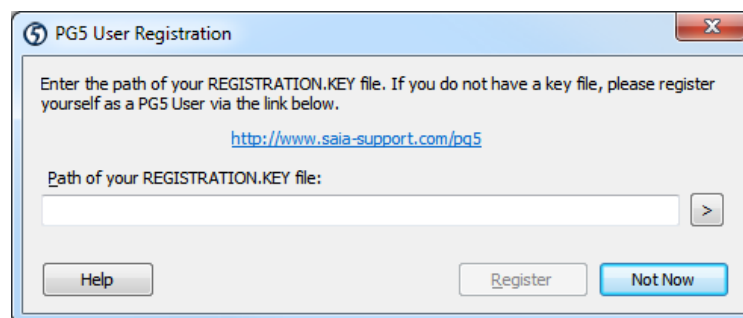 PG5 User Registration
Enter the path of your REGISTRATION.KEY file. If you do not have a key file, please register
yourself as a PG5 User via the link below.
http://www.saia-support.com/pg5
Path of your REGISTRATION.KEY file:
>
Help
Register
Not Now